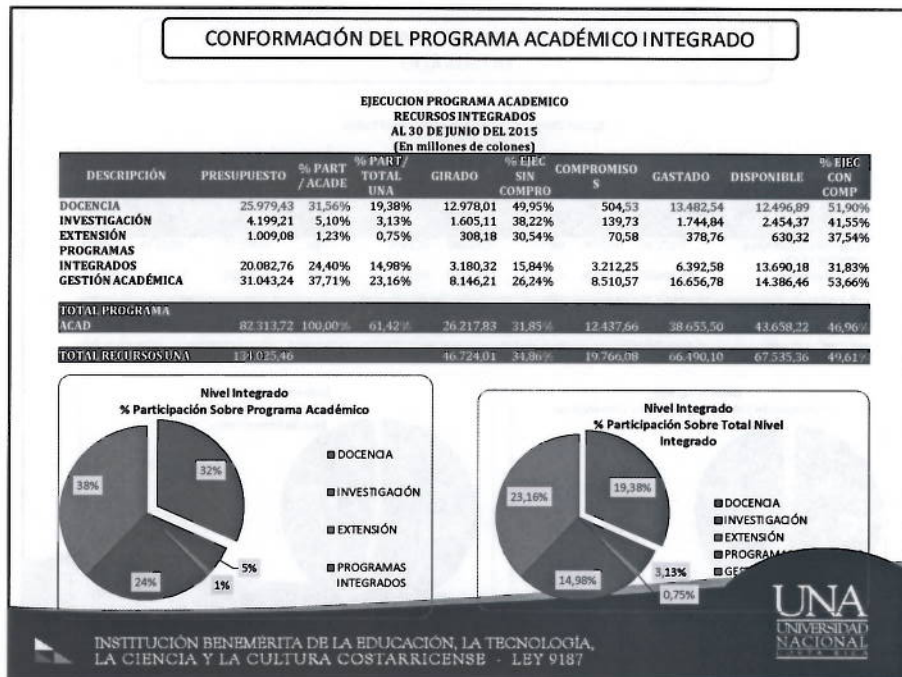 CONFORMACIÓN DEL PROGRAMA ACADÉMICO INTEGRADO
EJECUCION PROGRAMA ACADEMICO
RECURSOS INTEGRADOS
AL 30 DE JUNIO DEL 2015
(En millones de colones)
DESCRIPCIÓN PRESUPUESTO % PART / ACADE % PART/ TOTAL UNA GIRADO % EJEC SIN COMPRO COMPROMISO S GASTADO DISPONIBLE % EJEC CON COMP
DOCENCIA 25.979,43 31,56% 19,38% 12.978,01 49,95% 504,53 13.482,54 12.496,89 51,90%
INVESTIGACIÓN 4.199,21 5,10% 3,13% 1.605,11 38,22% 139,73 1.744,84 2.454,37 41,55%
EXTENSIÓN 1.009,08 1,23% 0,75% 308,18 30,54% 70,58 378,76 630,32 37,54%
PROGRAMAS
INTEGRADOS 20.082,76 24,40% 14,98% 3.180,32 15,84% 3.212,25 6.392,58 13.690,18 31,83%
GESTIÓN ACADÉMICA 31.043,24 37,71% 23,16% 8.146,21 26,24% 8.510,57 16.656,78 14.386,46 53,66%
TOTAL PROGRAMA
ACAD 82.313,72 100,00% 61,42% 26.217,83 31,85% 12.437,66 38.655,50 43.658,22 46,96%
TOTAL RECURSOS UNA 134.025,46 46.724,01 34,86% 19.766,08 66.490,10 67.535,36 49,61%
Nivel Integrado
% Participación Sobre Programa Académico
32%
38%
5%
24%
1%
DOCENCIA
INVESTIGACIÓN
EXTENSIÓN
PROGRAMAS
INTEGRADOS
Nivel Integrado
% Participación Sobre Total Nivel
Integrado
19,38%
23,16%
3,13%
14,98%
0,75%
DOCENCIA
INVESTIGACIÓN
EXTENSIÓN
PROGRAMA
GES
INSTITUCIÓN BENEMÉRITA DE LA EDUCACIÓN, LA TECNOLOGÍA,
LA CIENCIA Y LA CULTURA COSTARRICENSE - LEY 9187
UNA
UNIVERSIDAD
NACIONAL
COSTA RICA